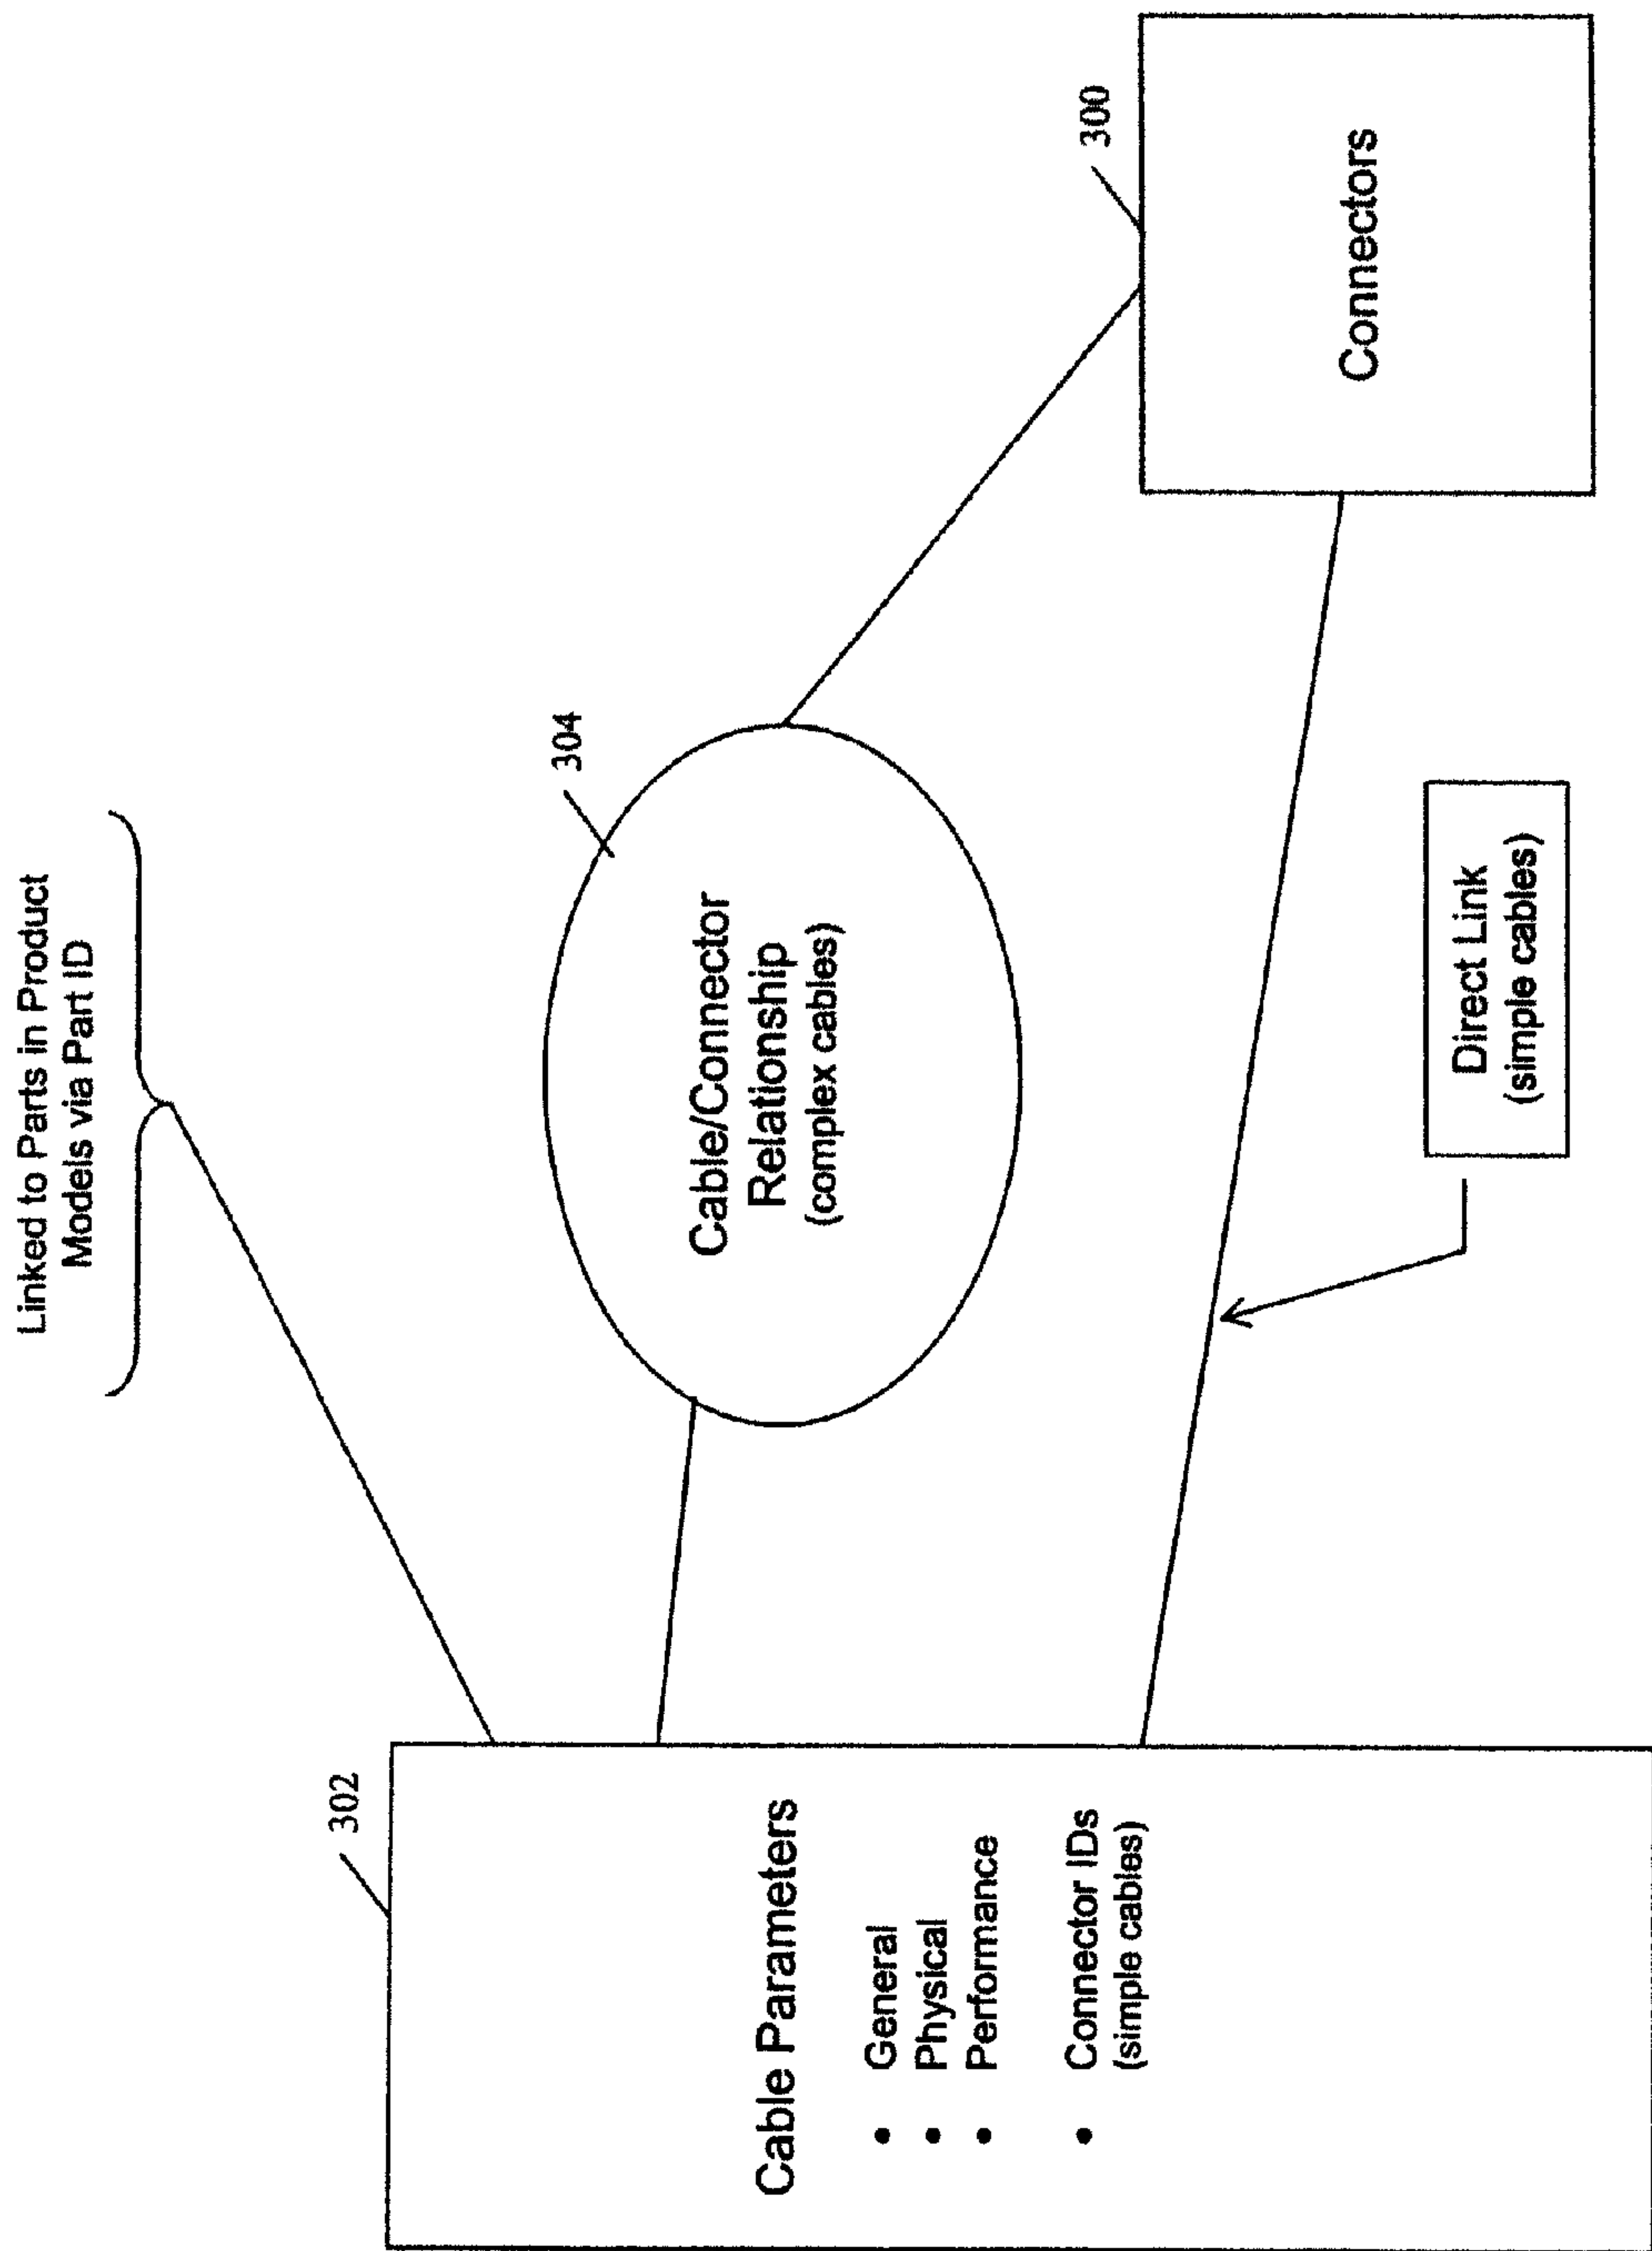 Linked to Parts in Product
Models via Part ID
302
Cable Parameters
• General
• Physical
• Performance
• Connector IDs
(simple cables)
304
Cable/Connector
Relationship
(complex cables)
Direct Link
(simple cables)
300
Connectors